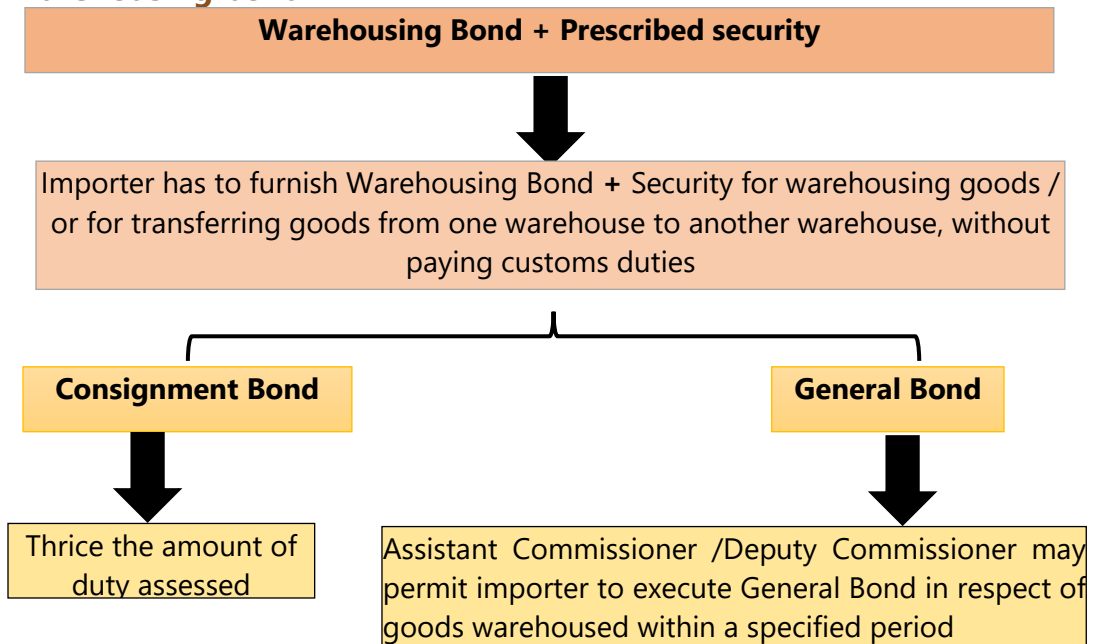 Warehousing Bond + Prescribed security
Importer has to furnish Warehousing Bond + Security for warehousing goods /
or for transferring goods from one warehouse to another warehouse, without
paying customs duties
Consignment Bond
General Bond
Thrice the amount of
duty assessed
Assistant Commissioner /Deputy Commissioner may
permit importer to execute General Bond in respect of
goods warehoused within a specified period